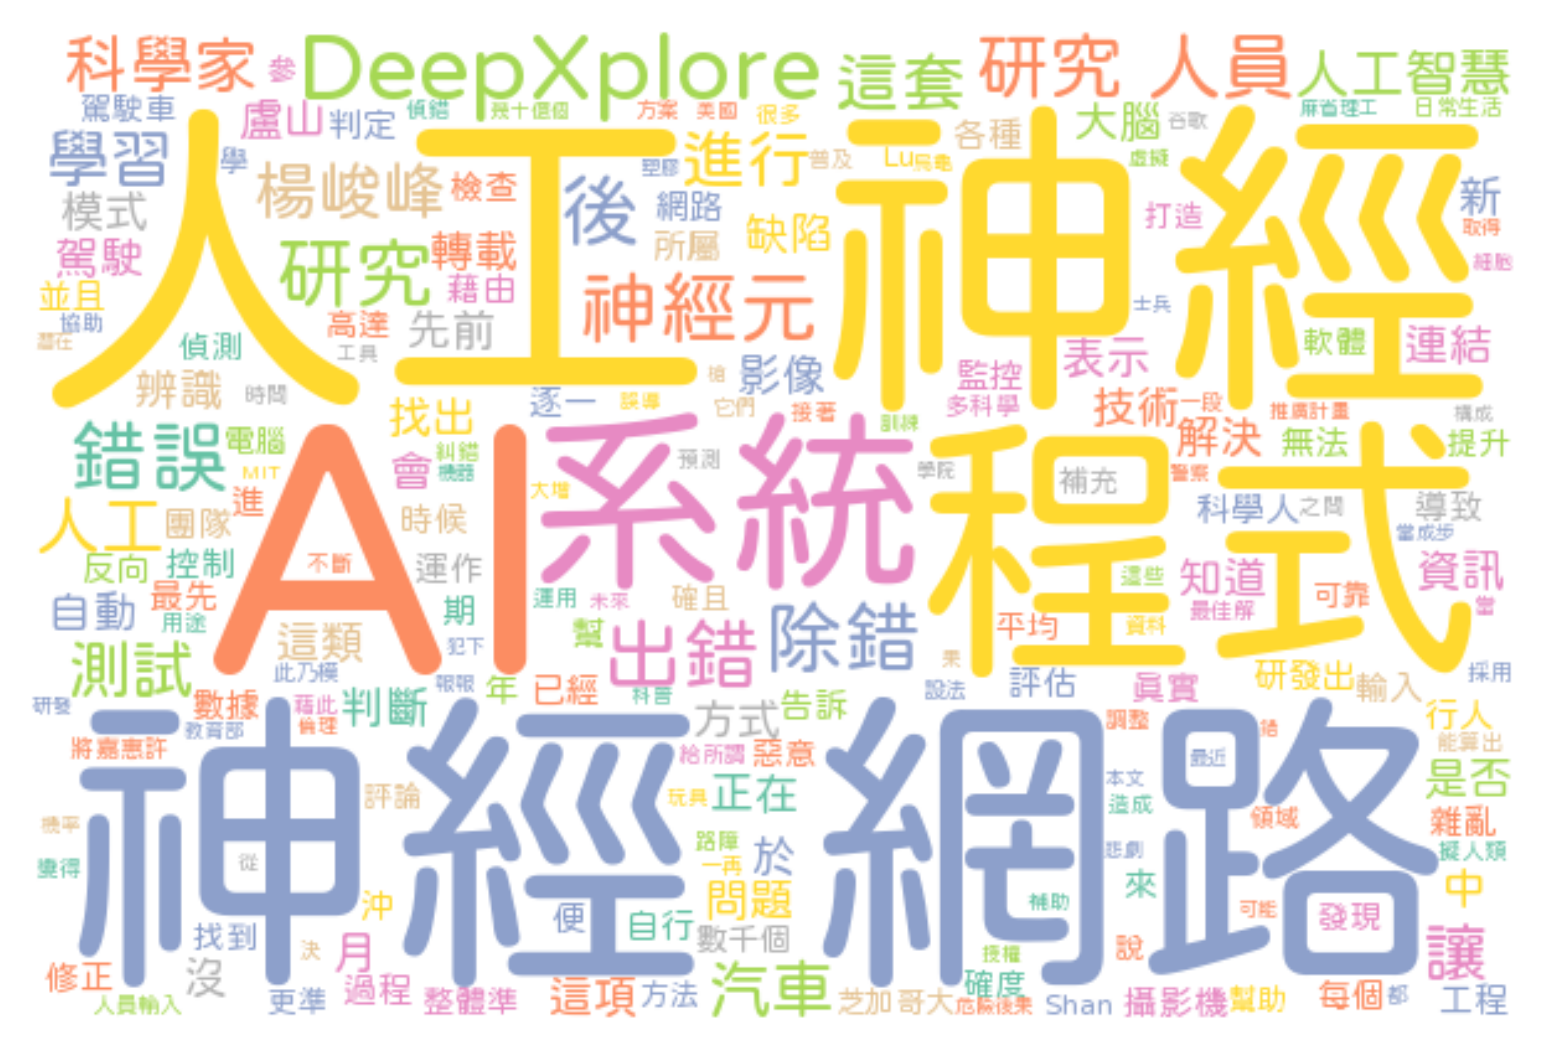 科學家 參 DeepXplore 這套 研究 人員 人工智慧
駕駛車 盧山 判定 偵錯 幾十億個 方案 美國 很多 各種 大腦 谷歌 麻省理工 日常生活
學習 學 楊峻峰 檢查 後 塑膠 進行 普及 Lu 烏龜 虛擬
人工神經
模式 網路 打造 新 取得
駕駛 研究 轉載 所屬 缺陷 細胞
並且 藉由 神經元 士兵
協助 高達 先前 軟體 連結
潛在 偵測 工具 表示
辨識 時間 槍 影像 監控
找出 逐一 誤導 它們 接著 多科學 技術 一段 推廣計畫 構成
錯誤 電腦 糾錯 訓練 解決 無法 提升
AI 系統 程式
MIT 會 機器 預測 學院 補充 警察
人工 團隊 進 時候 大增 科學人 之間 導致
當成步
反向 控制 不斷 運作 這些 知道 資訊
自動 最先 期 運用 未來 確且 最佳解 可靠 當
用途 這類 犯下 幫 出錯 除錯 平均 資料
測試 此乃模 報報 果 研發出 採用
研發 數據 藉此 判斷 年 已經 科普 設法 評估 真實 輸入
教育部 倫理 方式 告訴 調整 錯 行人
將嘉惠許 給所謂 惡意 最近 能算出
神經網路
評論 玩具 正在 本文 造成 是否
機平 路障 領域 雜亂
變得 從 一再 於 悲劇 擬人類
沖 問題 來 中
找到 便 自行 補助 可能 發現
決 月 數千個 授權 說 讓
修正 沒 過程 這項 方法 汽車 確度 每個 都
人員輸入 更準 整體準 芝加哥大 危險後果 Shan 攝影機 幫助 工程